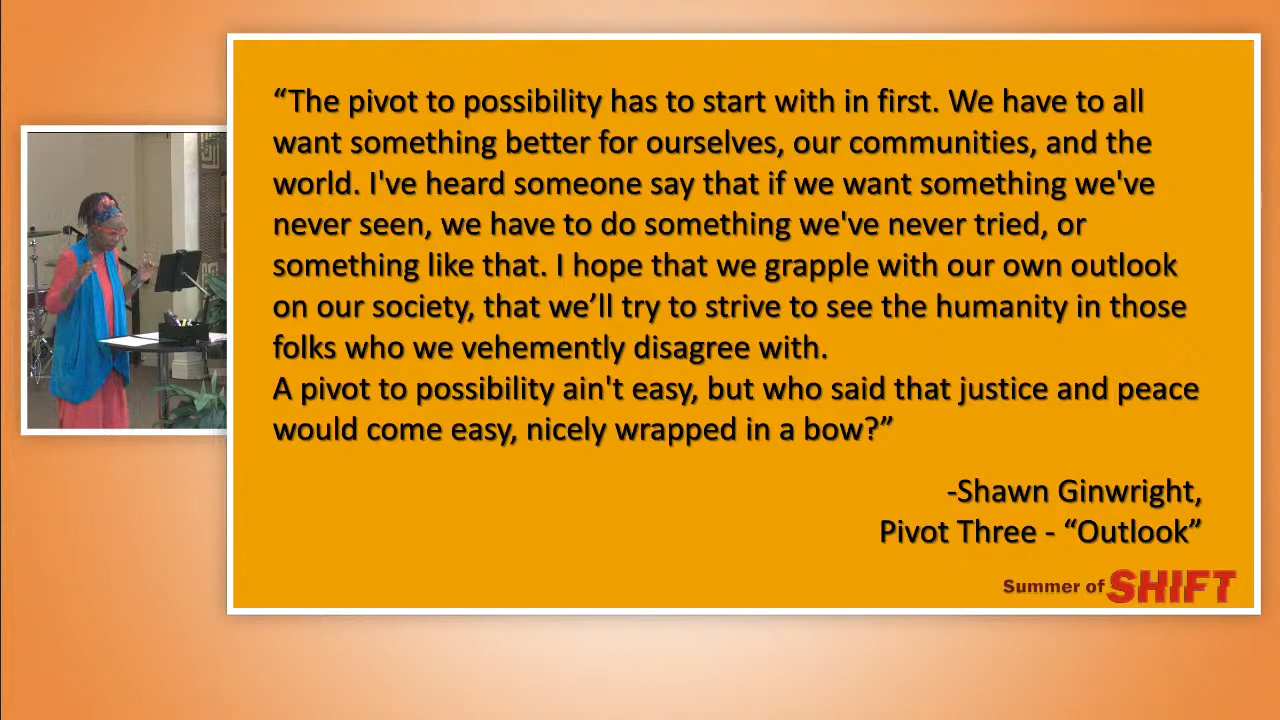 “The pivot to possibility has to start with in first. We have to all
want something better for ourselves, our communities, and the
world. I've heard someone say that if we want something we've
never seen, we have to do something we've never tried, or
something like that. I hope that we grapple with our own outlook
on our society, that we’ll try to strive to see the humanity in those
folks who we vehemently disagree with.
A pivot to possibility ain't easy, but who said that justice and peace
would come easy, nicely wrapped in a bow?”
-Shawn Ginwright,
Pivot Three - “Outlook”
Summer of SHIFT